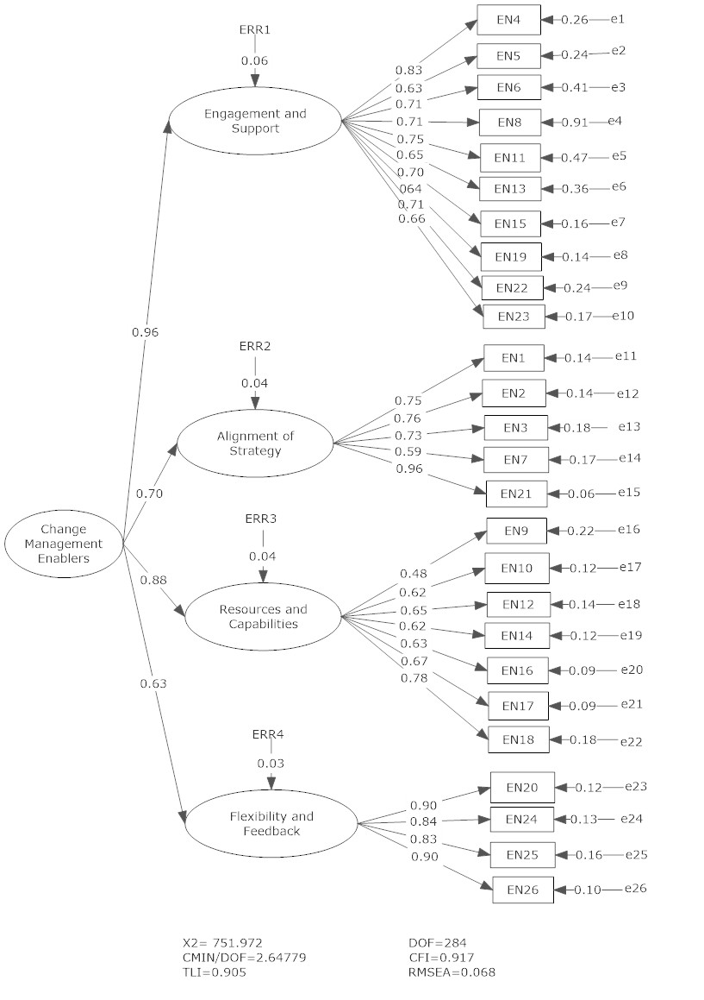 ERR1
0.06
Engagement and
Support
0.83
0.63
0.71
0.71
0.75
0.65
0.70
064
0.71
0.66
EN4 0.26 e1
EN5 0.24 e2
EN6 0.41 e3
EN8 0.91 e4
EN11 0.47 e5
EN13 0.36 e6
EN15 0.16 e7
EN19 0.14 e8
EN22 0.24 e9
EN23 0.17 e10
0.96
ERR2
0.04
Alignment of
Strategy
0.75
0.76
0.73
0.59
0.96
EN1 0.14 e11
EN2 0.14 e12
EN3 0.18 e13
EN7 0.17 e14
EN21 0.06 e15
0.70
Change
Management
Enablers
ERR3
0.04
0.88
Resources and
Capabilities
0.48
0.62
0.65
0.62
0.63
0.67
0.78
EN9 0.22 e16
EN10 0.12 e17
EN12 0.14 e18
EN14 0.12 e19
EN16 0.09 e20
EN17 0.09 e21
EN18 0.18 e22
0.63
ERR4
0.03
Flexibility and
Feedback
0.90
0.84
0.83
0.90
EN20 0.12 e23
EN24 0.13 e24
EN25 0.16 e25
EN26 0.10 e26
X2= 751.972 DOF=284
CMIN/DOF=2.64779 CFI=0.917
TLI=0.905 RMSEA=0.068